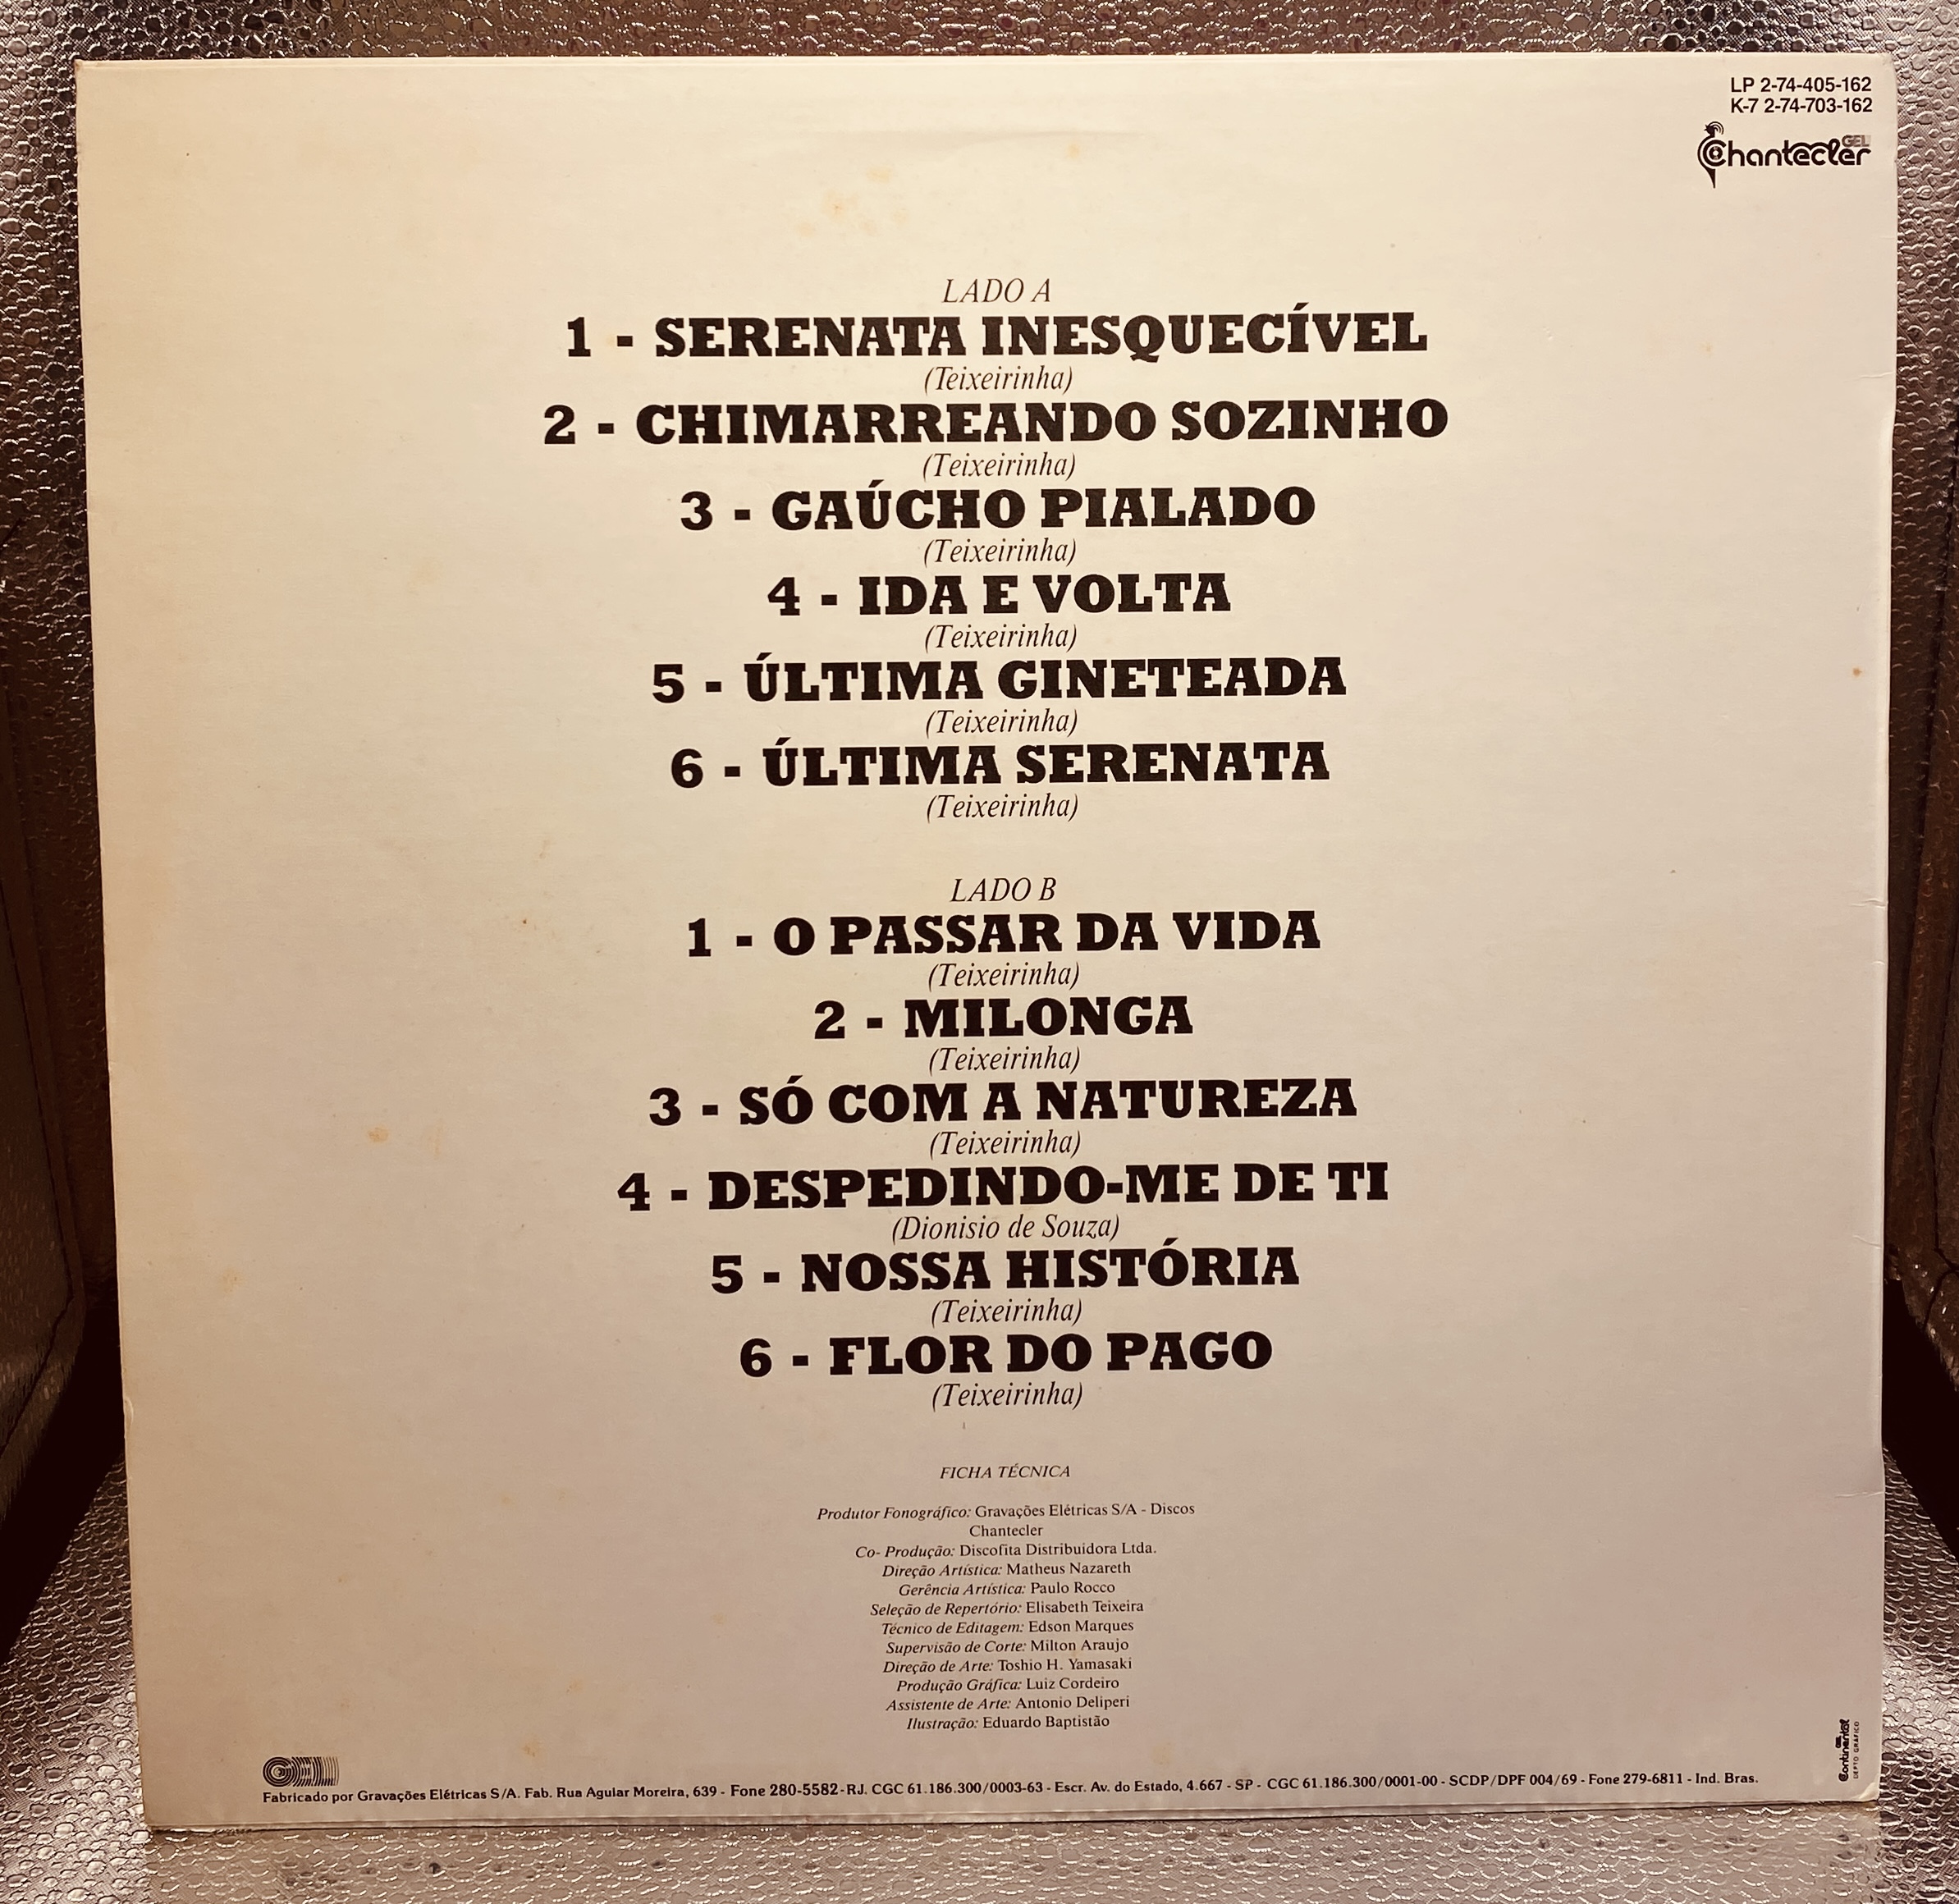 LP 2-74-405-162
K-7 2-74-703-162
GEL
Chantecler
LADO A
1 - SERENATA INESQUECÍVEL
(Teixeirinha)
2 - CHIMARREANDO SOZINHO
(Teixeirinha)
3 - GAÚCHO PIALADO
(Teixeirinha)
4 - IDA E VOLTA
(Teixeirinha)
5 - ÚLTIMA GINETEADA
(Teixeirinha)
6 - ÚLTIMA SERENATA
(Teixeirinha)
LADO B
1 - O PASSAR DA VIDA
(Teixeirinha)
2 - MILONGA
(Teixeirinha)
3 - SÓ COM A NATUREZA
(Teixeirinha)
4 - DESPEDINDO-ME DE TI
(Dionisio de Souza)
5 - NOSSA HISTÓRIA
(Teixeirinha)
6 - FLOR DO PAGO
(Teixeirinha)
FICHA TÉCNICA
Produtor Fonográfico: Gravações Elétricas S/A - Discos
Chantecler
Co- Produção: Discofita Distribuidora Ltda.
Direção Artística: Matheus Nazareth
Gerência Artística: Paulo Rocco
Seleção de Repertório: Elisabeth Teixeira
Técnico de Editagem: Edson Marques
Supervisão de Corte: Milton Araujo
Direção de Arte: Toshio H. Yamasaki
Produção Gráfica: Luiz Cordeiro
Assistente de Arte: Antonio Deliperi
Ilustração: Eduardo Baptistão
GEL
Fabricado por Gravações Elétricas S/A. Fab. Rua Aguiar Moreira, 639 - Fone 280-5582-RJ. CGC 61.186.300/0003-63 - Escr. Av. do Estado, 4.667 - SP - CGC 61.186.300/0001-00 - SCDP/DPF 004/69 - Fone 279-6811 - Ind. Bras.
Continental
DEPTO GRÁFICO